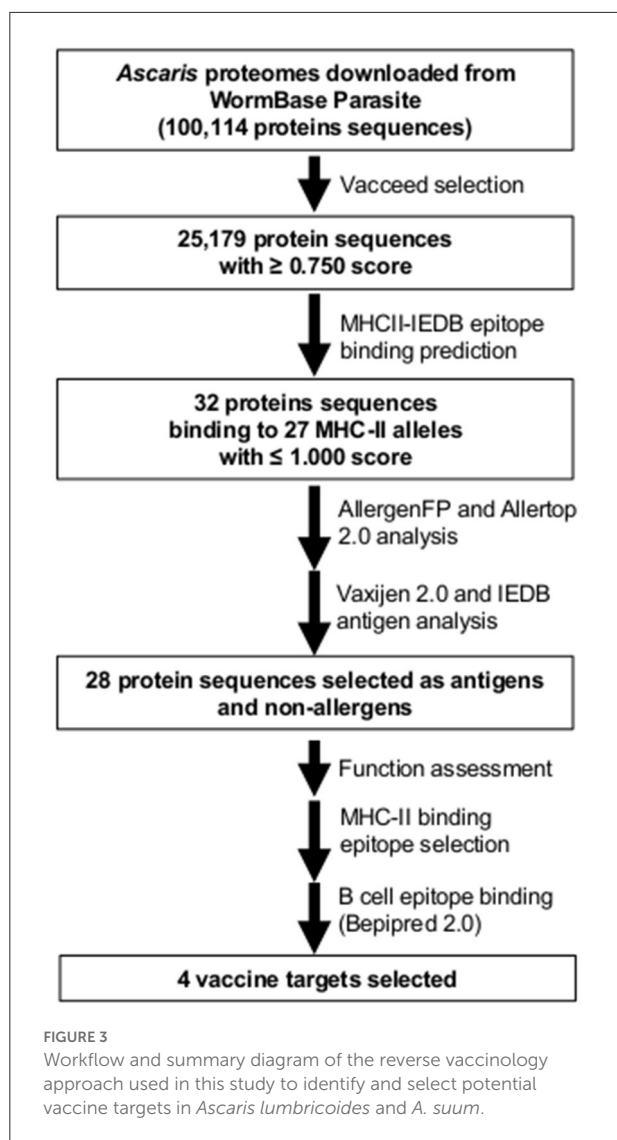 Ascaris proteomes downloaded from
WormBase Parasite
(100,114 proteins sequences)
Vacceed selection
25,179 protein sequences
with ≥ 0.750 score
MHCII-IEDB epitope
binding prediction
32 proteins sequences
binding to 27 MHC-II alleles
with ≤ 1.000 score
AllergenFP and Allertop
2.0 analysis
Vaxijen 2.0 and IEDB
antigen analysis
28 protein sequences selected as antigens
and non-allergens
Function assessment
MHC-II binding
epitope selection
B cell epitope binding
(Bepipred 2.0)
4 vaccine targets selected
FIGURE 3
Workflow and summary diagram of the reverse vaccinology
approach used in this study to identify and select potential
vaccine targets in Ascaris lumbricoides and A. suum.